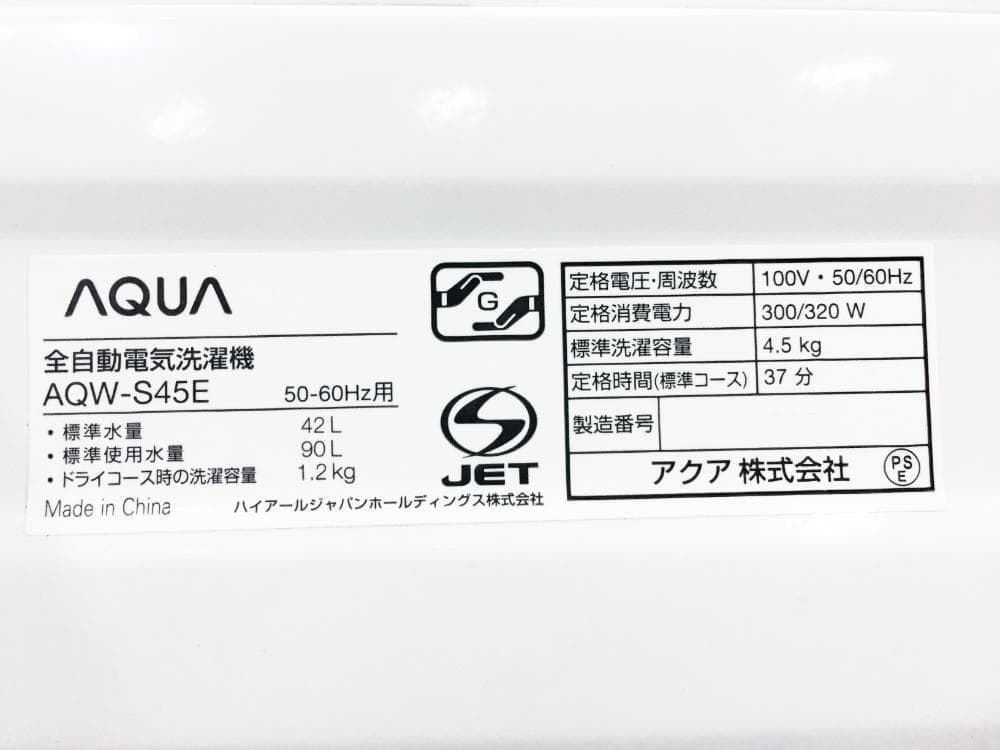 AQUA
全自動電気洗濯機
AQW-S45E 50-60Hz用
・標準水量 42L
・標準使用水量 90L
・ドライコース時の洗濯容量 1.2kg
Made in China ハイアールジャパンホールディングス株式会社
G
JET
定格電圧・周波数 100V・50/60Hz
定格消費電力 300/320 W
標準洗濯容量 4.5 kg
定格時間(標準コース) 37 分
製造番号
アクア 株式会社 PSE